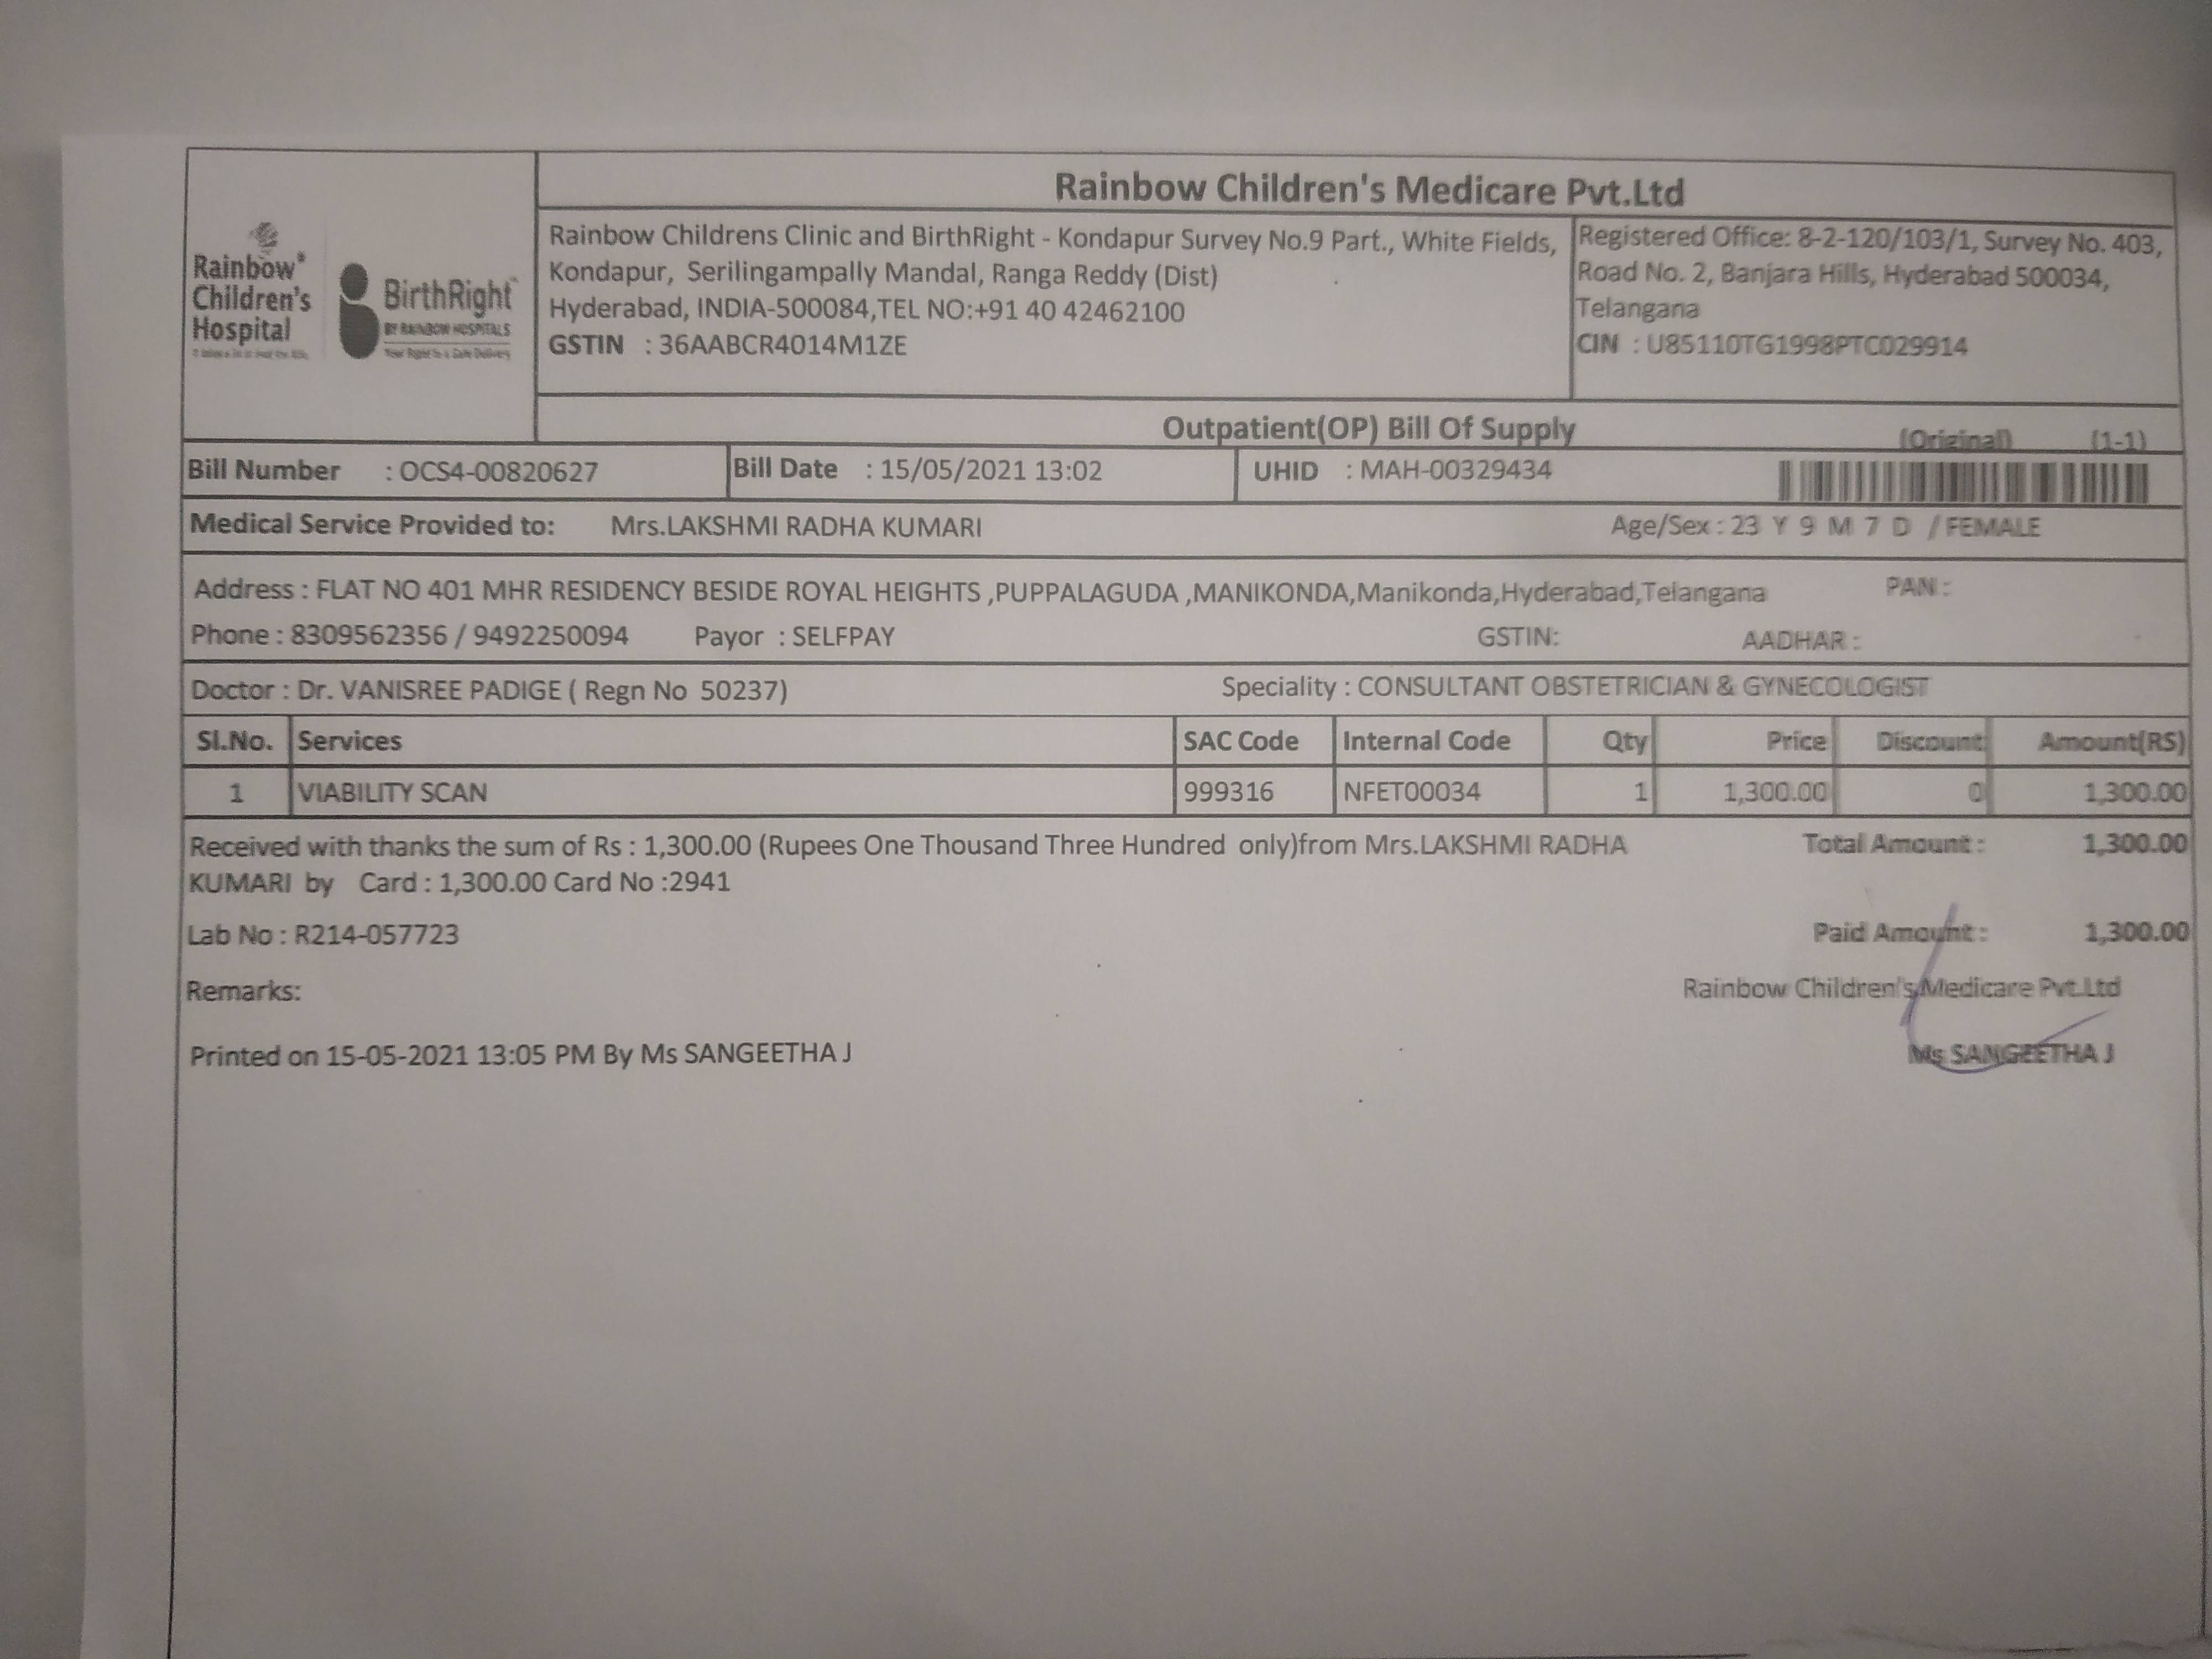 Rainbow Children's Medicare Pvt.Ltd
Rainbow
Children's
Hospital
BirthRight
BY RAINBOW HOSPITALS
Your Right to a Safe Delivery
Rainbow Childrens Clinic and BirthRight - Kondapur Survey No.9 Part., White Fields,
Kondapur, Serilingampally Mandal, Ranga Reddy (Dist)
Hyderabad, INDIA-500084,TEL NO:+91 40 42462100
GSTIN : 36AABCR4014M1ZE
Registered Office: 8-2-120/103/1, Survey No. 403,
Road No. 2, Banjara Hills, Hyderabad 500034,
Telangana
CIN : U85110TG1998PTC029914
Outpatient(OP) Bill Of Supply (Original) (1-1)
Bill Number : OCS4-00820627 Bill Date : 15/05/2021 13:02 UHID : MAH-00329434
Medical Service Provided to: Mrs.LAKSHMI RADHA KUMARI Age/Sex : 23 Y 9 M 7 D / FEMALE
Address : FLAT NO 401 MHR RESIDENCY BESIDE ROYAL HEIGHTS ,PUPPALAGUDA ,MANIKONDA,Manikonda,Hyderabad,Telangana PAN :
Phone : 8309562356 / 9492250094 Payor : SELFPAY GSTIN: AADHAR :
Doctor : Dr. VANISREE PADIGE ( Regn No 50237) Speciality : CONSULTANT OBSTETRICIAN & GYNECOLOGIST
Sl.No. Services SAC Code Internal Code Qty Price Discount Amount(RS)
1 VIABILITY SCAN 999316 NFET00034 1 1,300.00 0 1,300.00
Received with thanks the sum of Rs : 1,300.00 (Rupees One Thousand Three Hundred only)from Mrs.LAKSHMI RADHA Total Amount : 1,300.00
KUMARI by Card : 1,300.00 Card No :2941
Lab No : R214-057723 Paid Amount : 1,300.00
Remarks: Rainbow Children's Medicare Pvt.Ltd
Printed on 15-05-2021 13:05 PM By Ms SANGEETHA J Ms SANGEETHA J